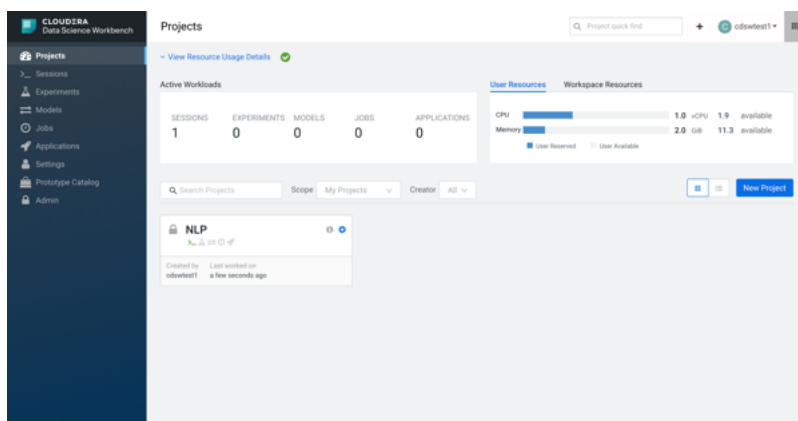 CLOUDERA
Data Science Workbench
Projects
Sessions
Experiments
Models
Jobs
Applications
Settings
Prototype Catalog
Admin
Projects
Project quick find
+
C
cdswtest1
View Resource Usage Details
Active Workloads
SESSIONS EXPERIMENTS MODELS JOBS APPLICATIONS
1 0 0 0 0
User Resources Workspace Resources
CPU 1.0 vCPU 1.9 available
Memory 2.0 GiB 11.3 available
User Reserved User Available
Search Projects Scope My Projects Creator All New Project
NLP
Created by Last worked on
cdswtest1 a few seconds ago